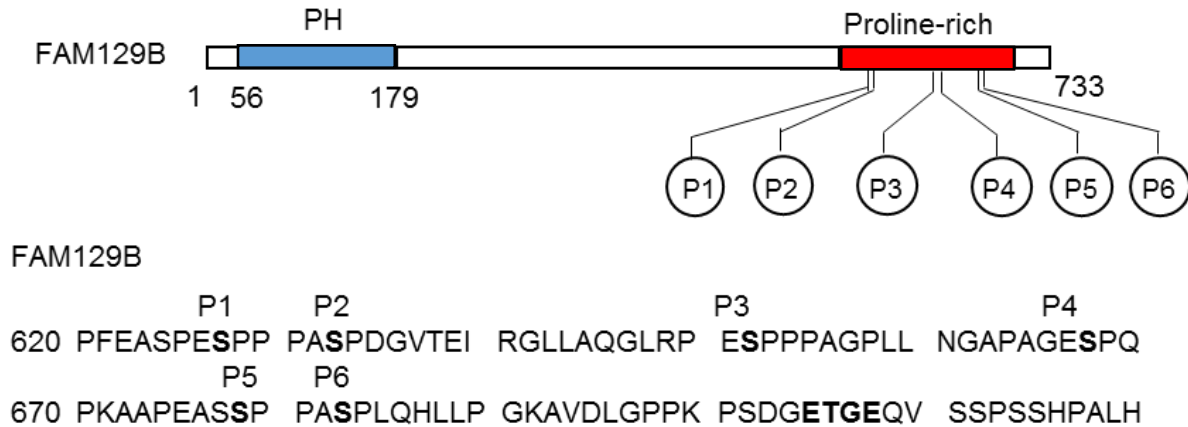 PH Proline-rich
FAM129B
1 56 179 733
P1 P2 P3 P4 P5 P6
FAM129B
P1 P2 P3 P4
620 PFEASPESPP PASPDGVTEI RGLLAQGLRP ESPPPAGPLL NGAPAGESPQ
P5 P6
670 PKAAPEASSP PASPLQHLLP GKAVDLGPPK PSDGETGEQV SSPSSHPALH